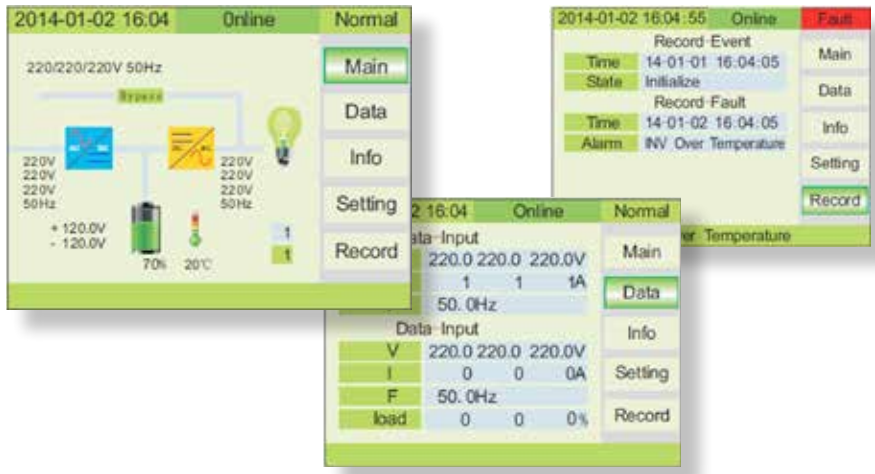 2014-01-02 16:04 Online Normal
220/220/220V 50Hz
Bypass
220V
220V
220V
50Hz
220V
220V
220V
50Hz
+ 120.0V
- 120.0V
70% 20°C
1
1
Main
Data
Info
Setting
Record
2014-01-02 16:04:55 Online Fault
Record-Event
Time 14-01-01 16:04:05
State Initialize
Record-Fault
Time 14-01-02 16:04:05
Alarm INV Over Temperature
Main
Data
Info
Setting
Record
Temperature
2 16:04 Online Normal
ata-Input
220.0 220.0 220.0V
1 1 1A
50.0Hz
Data-Input
V 220.0 220.0 220.0V
I 0 0 0A
F 50.0Hz
load 0 0 0%
Main
Data
Info
Setting
Record